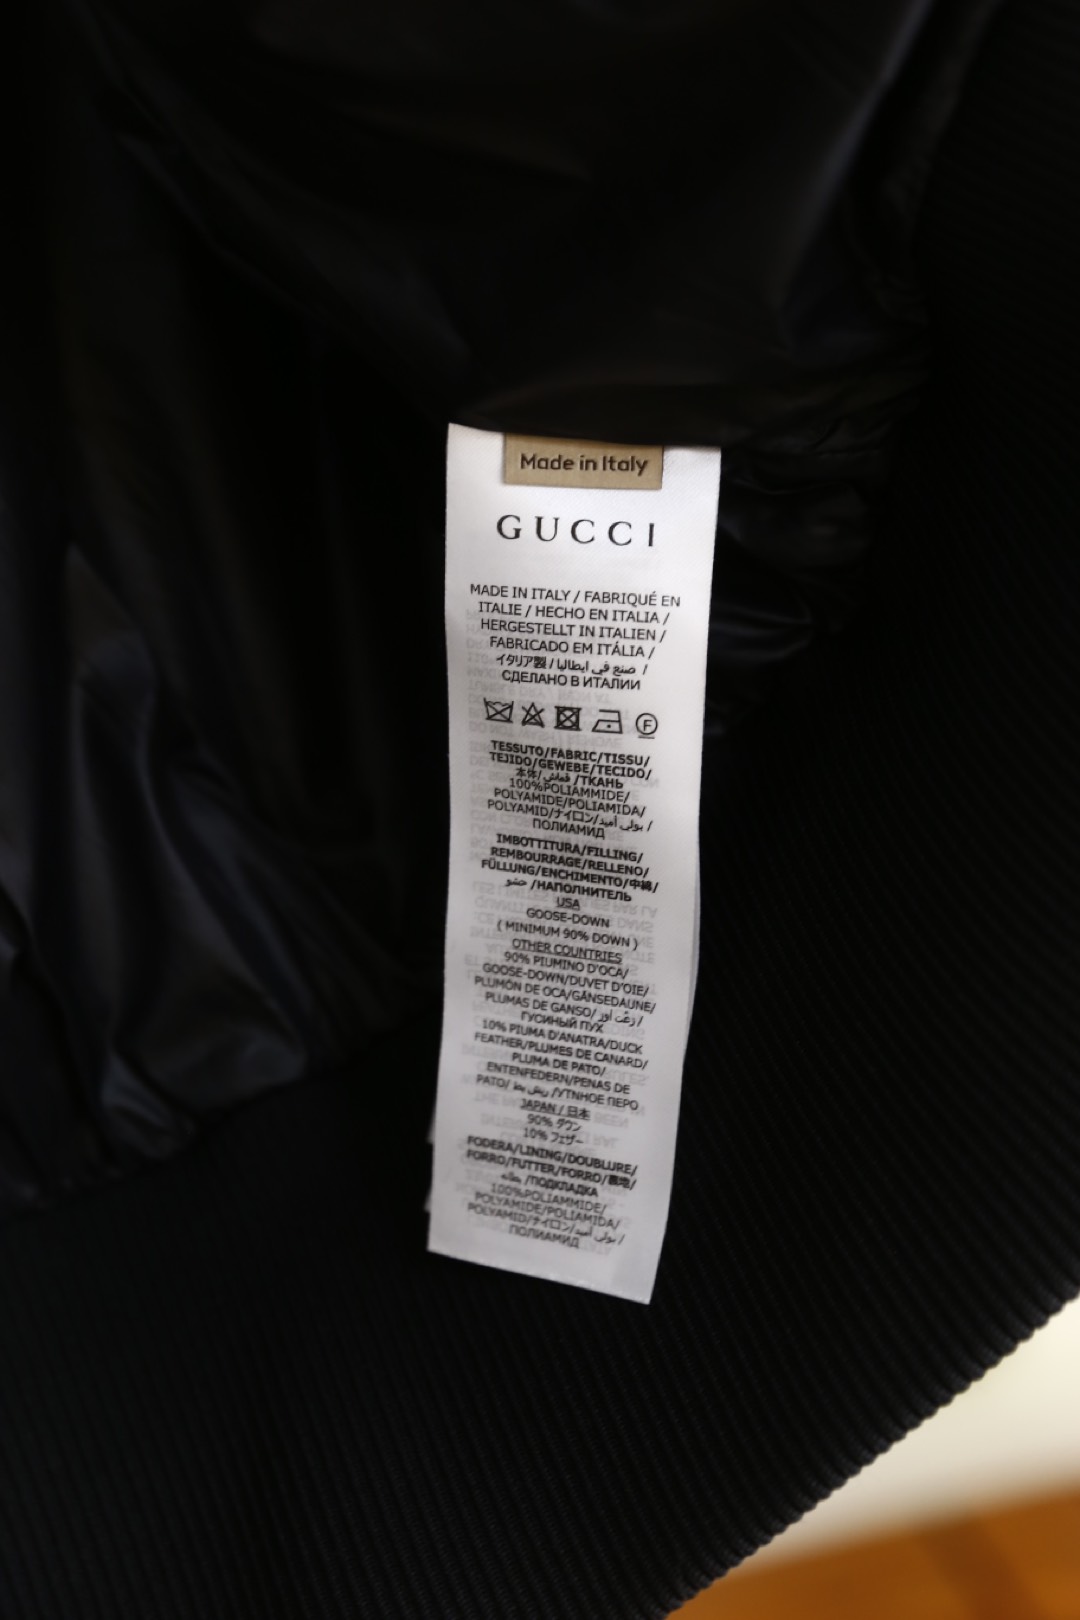 Made in Italy
GUCCI
MADE IN ITALY / FABRIQUÉ EN
ITALIE / HECHO EN ITALIA /
HERGESTELLT IN ITALIEN /
FABRICADO EM ITÁLIA /
イタリア製 / صنع في ايطاليا /
СДЕЛАНО В ИТАЛИИ
F
TESSUTO/FABRIC/TISSU/
TEJIDO/GEWEBE/TECIDO/
本体/قماش/ТКАНЬ
100%POLIAMMIDE/
POLYAMIDE/POLIAMIDA/
POLYAMID/ナイロン/بولي أميد/
ПОЛИАМИД
IMBOTTITURA/FILLING/
REMBOURRAGE/RELLENO/
FÜLLUNG/ENCHIMENTO/中綿/
حشو/НАПОЛНИТЕЛЬ
USA
GOOSE-DOWN
( MINIMUM 90% DOWN )
OTHER COUNTRIES
90% PIUMINO D'OCA/
GOOSE-DOWN/DUVET D'OIE/
PLUMÓN DE OCA/GÄNSEDAUNE/
PLUMAS DE GANSO/زغب أوز/
ГУСИНЫЙ ПУХ
10% PIUMA D'ANATRA/DUCK
FEATHER/PLUMES DE CANARD/
PLUMA DE PATO/
ENTENFEDERN/PENAS DE
PATO/ريش بط/УТИНОЕ ПЕРО
JAPAN / 日本
90% ダウン
10% フェザー
FODERA/LINING/DOUBLURE/
FORRO/FUTTER/FORRO/裏地/
بطانه/ПОДКЛАДКА
100%POLIAMMIDE/
POLYAMIDE/POLIAMIDA/
POLYAMID/ナイロン/بولي أميد/
ПОЛИАМИД